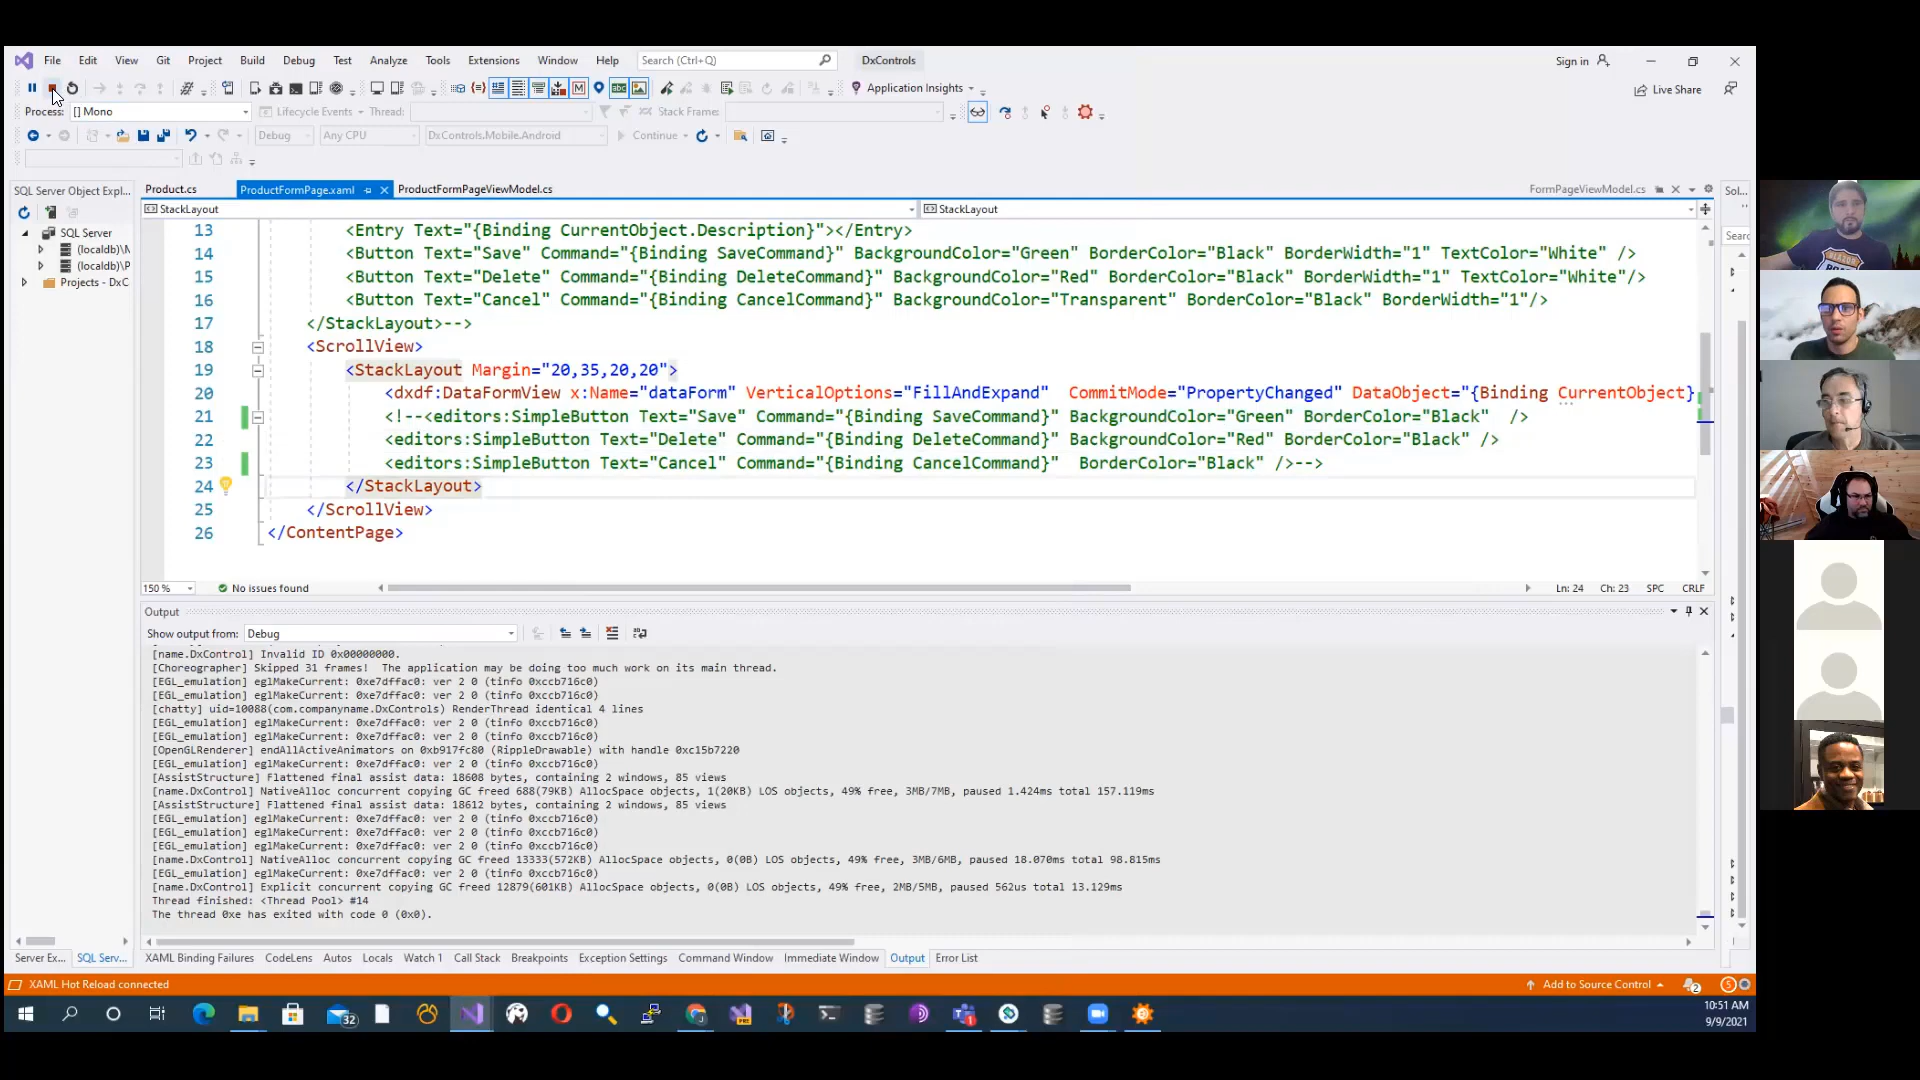 File Edit View Git Project Build Debug Test Analyze Tools Extensions Window Help Search (Ctrl+Q) DxControls Sign in
Application Insights Live Share
Process: [] Mono Lifecycle Events Thread: Stack Frame:
Debug Any CPU DxControls.Mobile.Android Continue
SQL Server Object Expl... Product.cs ProductFormPage.xaml ProductFormPageViewModel.cs FormPageViewModel.cs Sol...
StackLayout StackLayout
SQL Server
(localdb)\
(localdb)\
Projects - DxC
Searc
13 <Entry Text="{Binding CurrentObject.Description}"></Entry>
14 <Button Text="Save" Command="{Binding SaveCommand}" BackgroundColor="Green" BorderColor="Black" BorderWidth="1" TextColor="White" />
15 <Button Text="Delete" Command="{Binding DeleteCommand}" BackgroundColor="Red" BorderColor="Black" BorderWidth="1" TextColor="White"/>
16 <Button Text="Cancel" Command="{Binding CancelCommand}" BackgroundColor="Transparent" BorderColor="Black" BorderWidth="1"/>
17 </StackLayout>-->
18 <ScrollView>
19 <StackLayout Margin="20,35,20,20">
20 <dxdf:DataFormView x:Name="dataForm" VerticalOptions="FillAndExpand" CommitMode="PropertyChanged" DataObject="{Binding CurrentObject}
21 <!--<editors:SimpleButton Text="Save" Command="{Binding SaveCommand}" BackgroundColor="Green" BorderColor="Black" />
22 <editors:SimpleButton Text="Delete" Command="{Binding DeleteCommand}" BackgroundColor="Red" BorderColor="Black" />
23 <editors:SimpleButton Text="Cancel" Command="{Binding CancelCommand}" BorderColor="Black" />-->
24 </StackLayout>
25 </ScrollView>
26 </ContentPage>
150 % No issues found Ln: 24 Ch: 23 SPC CRLF
Output
Show output from: Debug
[name.DxControl] Invalid ID 0x00000000.
[Choreographer] Skipped 31 frames! The application may be doing too much work on its main thread.
[EGL_emulation] eglMakeCurrent: 0xe7dffac0: ver 2 0 (tinfo 0xccb716c0)
[EGL_emulation] eglMakeCurrent: 0xe7dffac0: ver 2 0 (tinfo 0xccb716c0)
[chatty] uid=10088(com.companyname.DxControls) RenderThread identical 4 lines
[EGL_emulation] eglMakeCurrent: 0xe7dffac0: ver 2 0 (tinfo 0xccb716c0)
[EGL_emulation] eglMakeCurrent: 0xe7dffac0: ver 2 0 (tinfo 0xccb716c0)
[OpenGLRenderer] endAllActiveAnimators on 0xb917fc80 (RippleDrawable) with handle 0xc15b7220
[EGL_emulation] eglMakeCurrent: 0xe7dffac0: ver 2 0 (tinfo 0xccb716c0)
[AssistStructure] Flattened final assist data: 18608 bytes, containing 2 windows, 85 views
[name.DxControl] NativeAlloc concurrent copying GC freed 688(79KB) AllocSpace objects, 1(20KB) LOS objects, 49% free, 3MB/7MB, paused 1.424ms total 157.119ms
[AssistStructure] Flattened final assist data: 18612 bytes, containing 2 windows, 85 views
[EGL_emulation] eglMakeCurrent: 0xe7dffac0: ver 2 0 (tinfo 0xccb716c0)
[EGL_emulation] eglMakeCurrent: 0xe7dffac0: ver 2 0 (tinfo 0xccb716c0)
[EGL_emulation] eglMakeCurrent: 0xe7dffac0: ver 2 0 (tinfo 0xccb716c0)
[name.DxControl] NativeAlloc concurrent copying GC freed 13333(572KB) AllocSpace objects, 0(0B) LOS objects, 49% free, 3MB/6MB, paused 18.070ms total 98.815ms
[EGL_emulation] eglMakeCurrent: 0xe7dffac0: ver 2 0 (tinfo 0xccb716c0)
[name.DxControl] Explicit concurrent copying GC freed 12879(601KB) AllocSpace objects, 0(0B) LOS objects, 49% free, 2MB/5MB, paused 562us total 13.129ms
Thread finished: <Thread Pool> #14
The thread 0xe has exited with code 0 (0x0).
Server Ex... SQL Serv... XAML Binding Failures CodeLens Autos Locals Watch 1 Call Stack Breakpoints Exception Settings Command Window Immediate Window Output Error List
XAML Hot Reload connected Add to Source Control 2
32
10:51 AM
9/9/2021